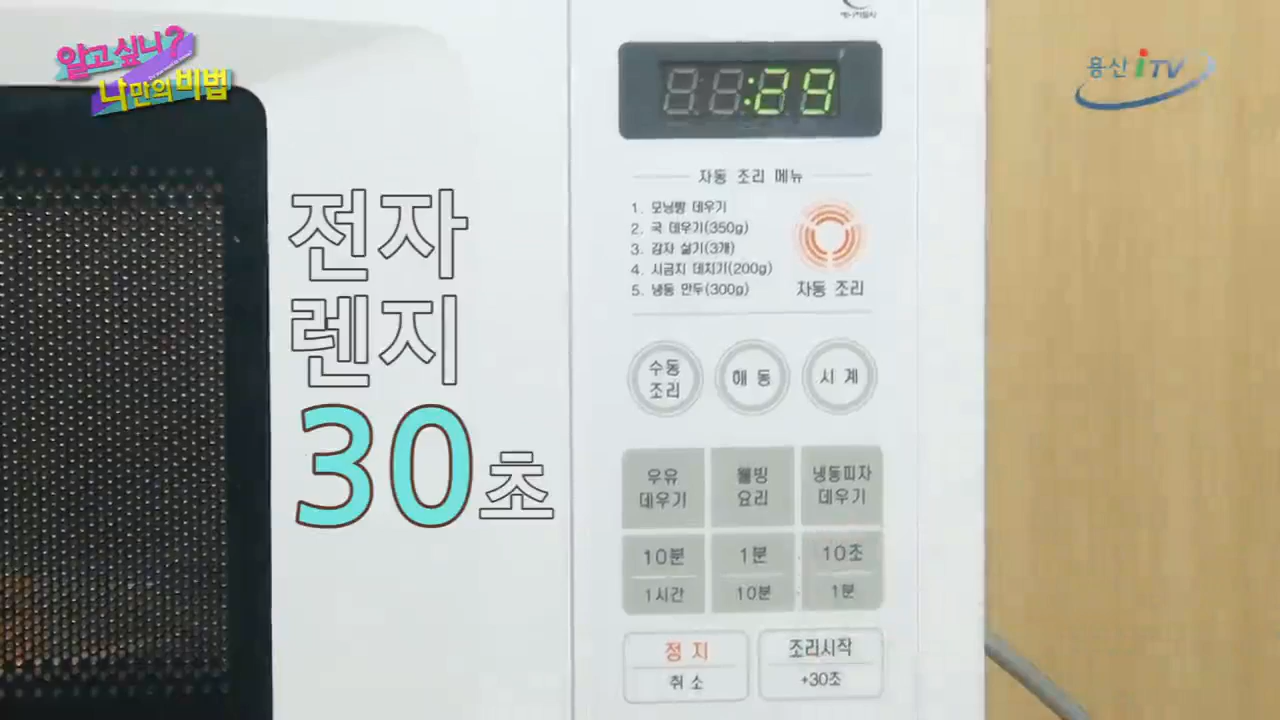 알고 싶니?
나만의 비법
용산 iTV
:29
자동 조리 메뉴
1. 모닝빵 데우기
2. 국 데우기(350g)
3. 감자 삶기(3개)
4. 시금치 데치기(200g)
5. 냉동 만두(300g)
자동 조리
전자
렌지
30초
수동
조리
해 동
시 계
우유
데우기
웰빙
요리
냉동피자
데우기
10분
1시간
1분
10분
10초
1분
정 지
취 소
조리시작
+30초